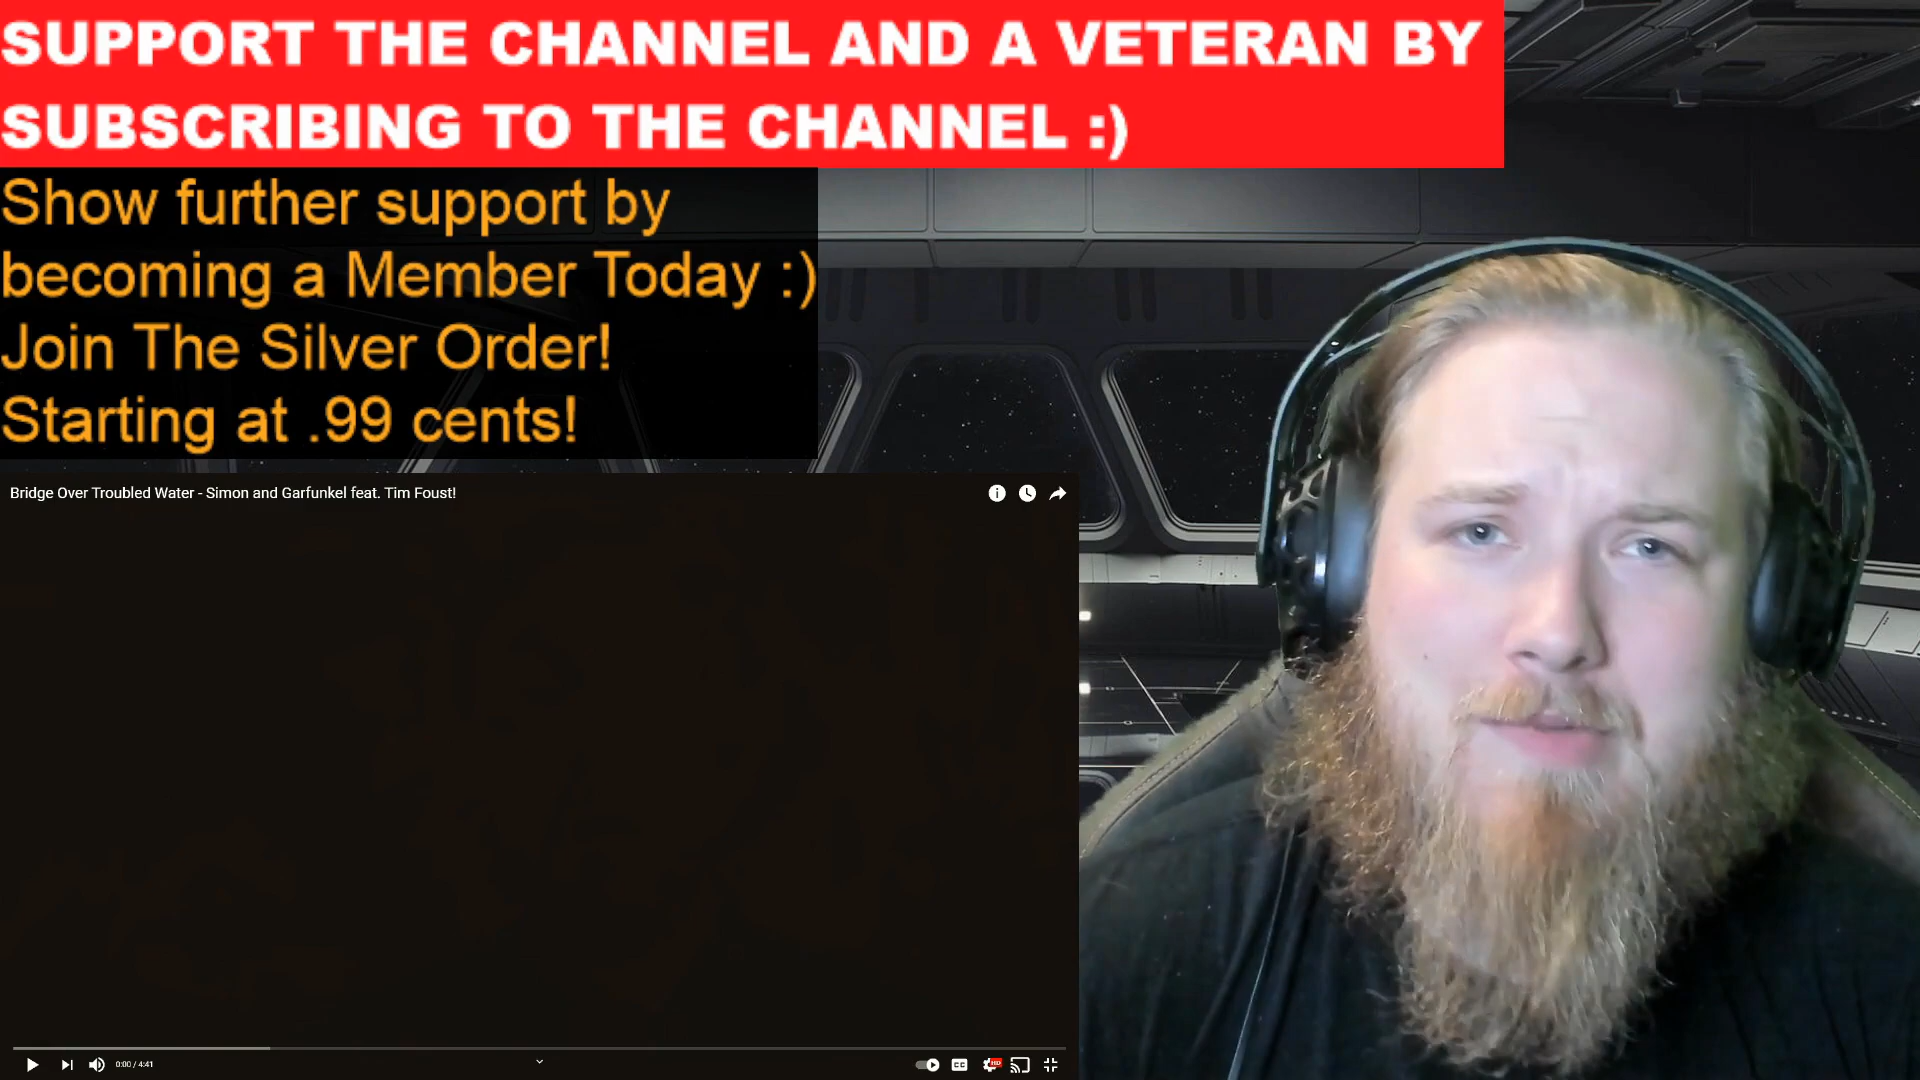 SUPPORT THE CHANNEL AND A VETERAN BY
SUBSCRIBING TO THE CHANNEL :)
Show further support by
becoming a Member Today :)
Join The Silver Order!
Starting at .99 cents!
Bridge Over Troubled Water - Simon and Garfunkel feat. Tim Foust!
0:00 / 4:41
CC
HD